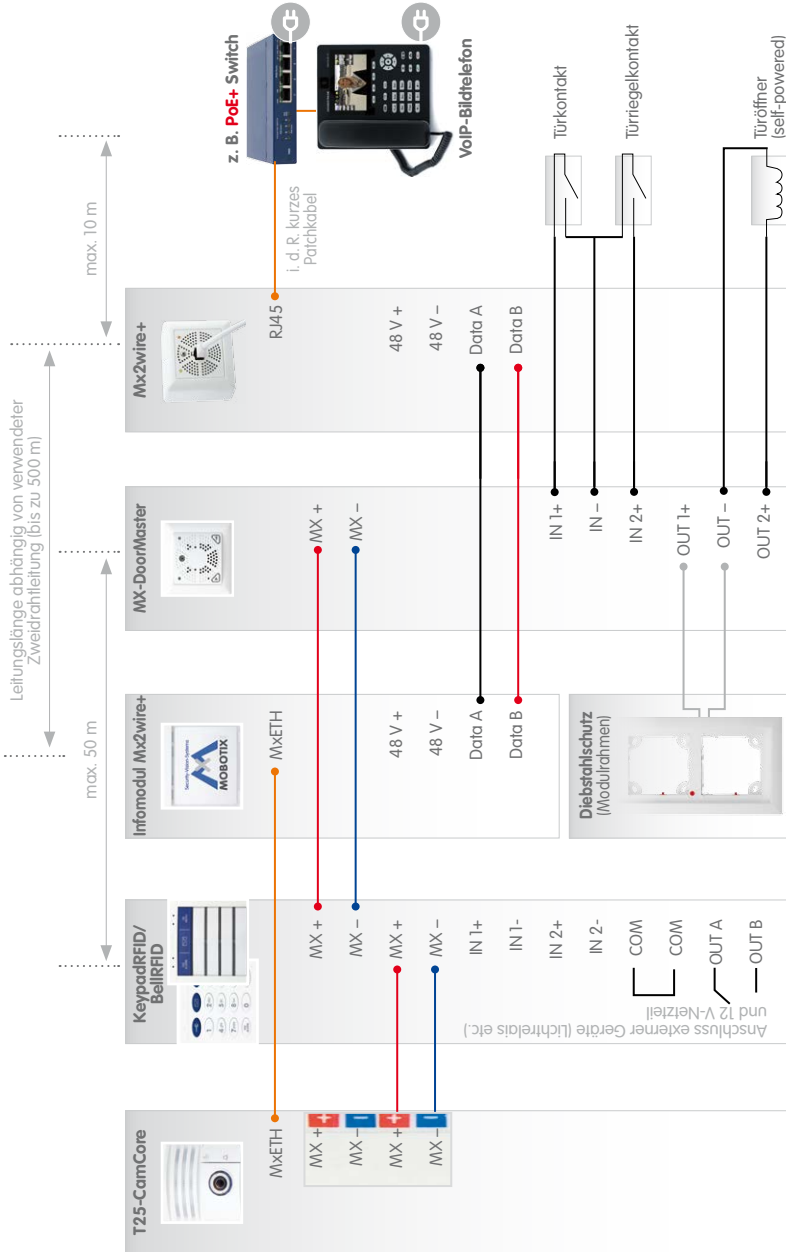 Leitungslänge abhängig von verwendeter
Zweidrahtleitung (bis zu 500 m)
max. 50 m
max. 10 m
T25-CamCore
MxETH
MX +
MX –
MX +
MX –
KeypadRFID/
BellRFID
MX +
MX –
MX +
MX –
IN 1+
IN 1-
IN 2+
IN 2-
COM
COM
OUT A
OUT B
Anschluss externer Geräte (Lichtrelais etc.)
und 12 V-Netzteil
Infomodul Mx2wire+
Security-Vision-Systems
MOBOTIX
MxETH
48 V +
48 V –
Data A
Data B
Diebstahlschutz
(Modulrahmen)
MX-DoorMaster
MX +
MX –
IN 1+
IN –
IN 2+
OUT 1+
OUT –
OUT 2+
Mx2wire+
RJ45
48 V +
48 V –
Data A
Data B
i. d. R. kurzes
Patchkabel
z. B. PoE+ Switch
VoIP-Bildtelefon
Türkontakt
Türriegelkontakt
Türöffner
(self-powered)